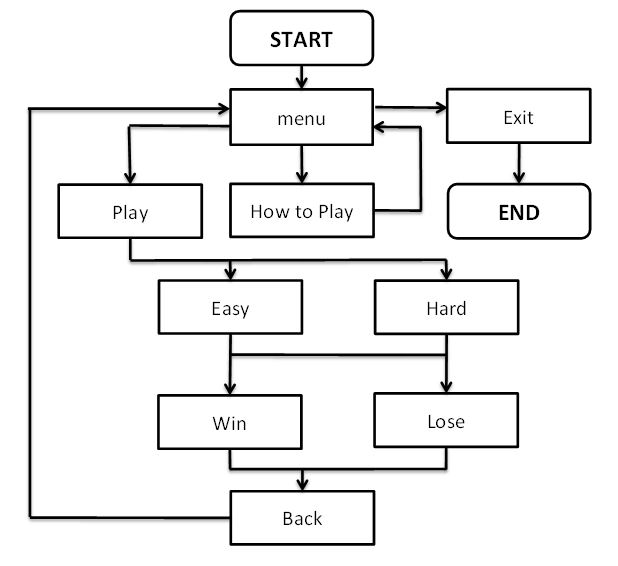 START
menu
Exit
Play
How to Play
END
Easy
Hard
Win
Lose
Back